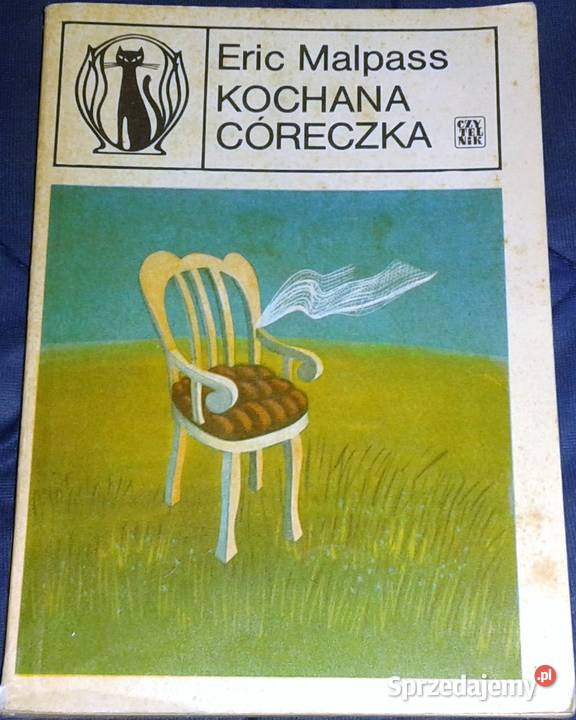 Eric Malpass
KOCHANA
CÓRECZKA
CZY
TEL
NIK
Sprzedajemy.pl